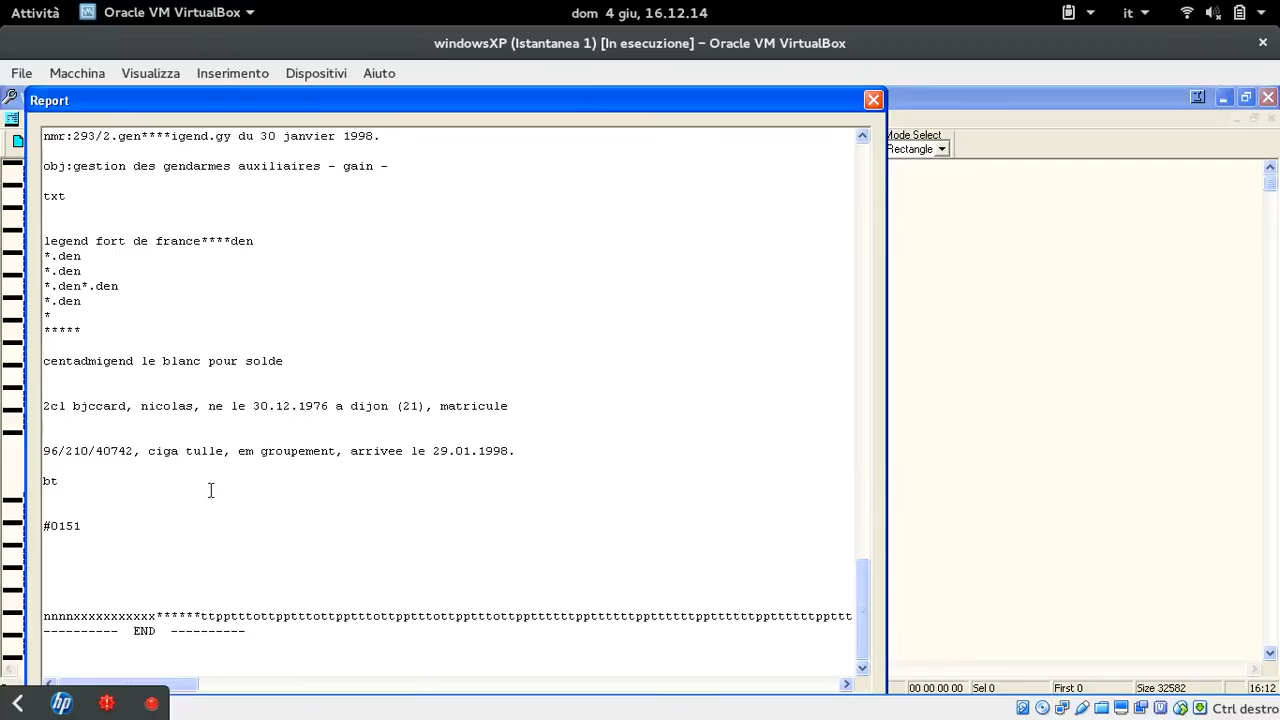 Attività Oracle VM VirtualBox dom 4 giu, 16.12.14 it
windowsXP (Istantanea 1) [In esecuzione] – Oracle VM VirtualBox
File Macchina Visualizza Inserimento Dispositivi Aiuto
Report
nmr:293/2.gen****igend.gy du 30 janvier 1998.
Mode Select
obj:gestion des gendarmes auxiliaires - gain -
Rectangle
txt
legend fort de france****den
*.den
*.den
*.den*.den
*.den
*
*****
centadmigend le blanc pour solde
2cl bjccard, nicolas, ne le 30.12.1976 a dijon (21), matricule
96/210/40742, ciga tulle, em groupement, arrivee le 29.01.1998.
bt
#0151
nnnnxxxxxxxxxxx******ttpptttottpptttottpptttottpptttottpptttottppttttttppttttttppttttttppttttttppttttttppttt
---------- END ----------
00 00 00 00 Sel 0 First 0 Size 32582 16:12
hp
Ctrl destro